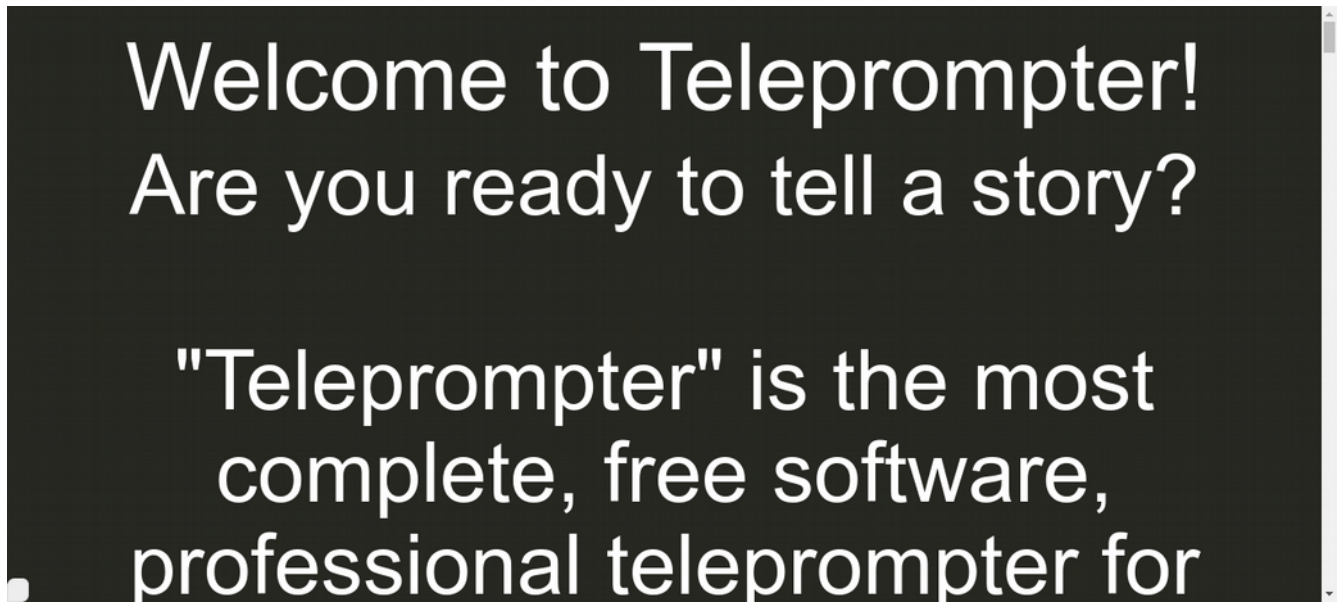 Welcome to Teleprompter!
Are you ready to tell a story?
"Teleprompter" is the most
complete, free software,
professional teleprompter for